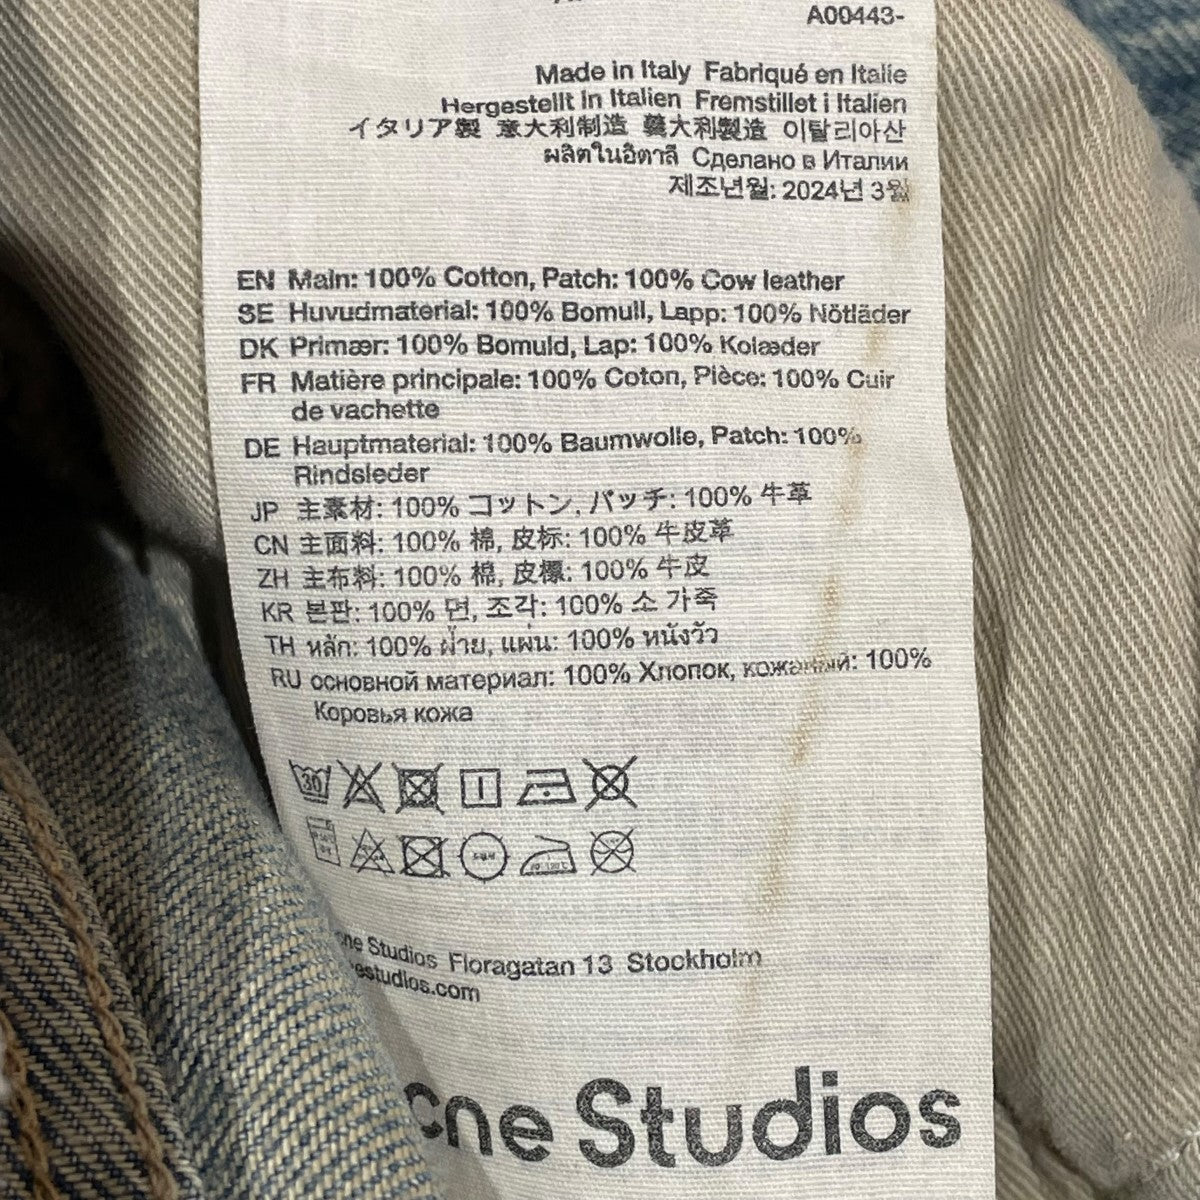 A00443-
Made in Italy Fabriqué en Italie
Hergestellt in Italien Fremstillet i Italien
イタリア製 意大利制造 義大利製造 이탈리아산
ผลิตในอิตาลี Сделано в Италии
제조년월: 2024년 3월
EN Main: 100% Cotton, Patch: 100% Cow leather
SE Huvudmaterial: 100% Bomull, Lapp: 100% Nötläder
DK Primær: 100% Bomuld, Lap: 100% Kolæder
FR Matière principale: 100% Coton, Pièce: 100% Cuir
de vachette
DE Hauptmaterial: 100% Baumwolle, Patch: 100%
Rindsleder
JP 主素材: 100% コットン, パッチ: 100% 牛革
CN 主面料: 100% 棉, 皮标: 100% 牛皮革
ZH 主布料: 100% 棉, 皮標: 100% 牛皮
KR 본판: 100% 면, 조각: 100% 소 가죽
TH หลัก: 100% ฝ้าย, แผ่น: 100% หนังวัว
RU основной материал: 100% Хлопок, кожаный: 100%
Коровья кожа
30
cne Studios Floragatan 13 Stockholm
estudios.com
cne Studios